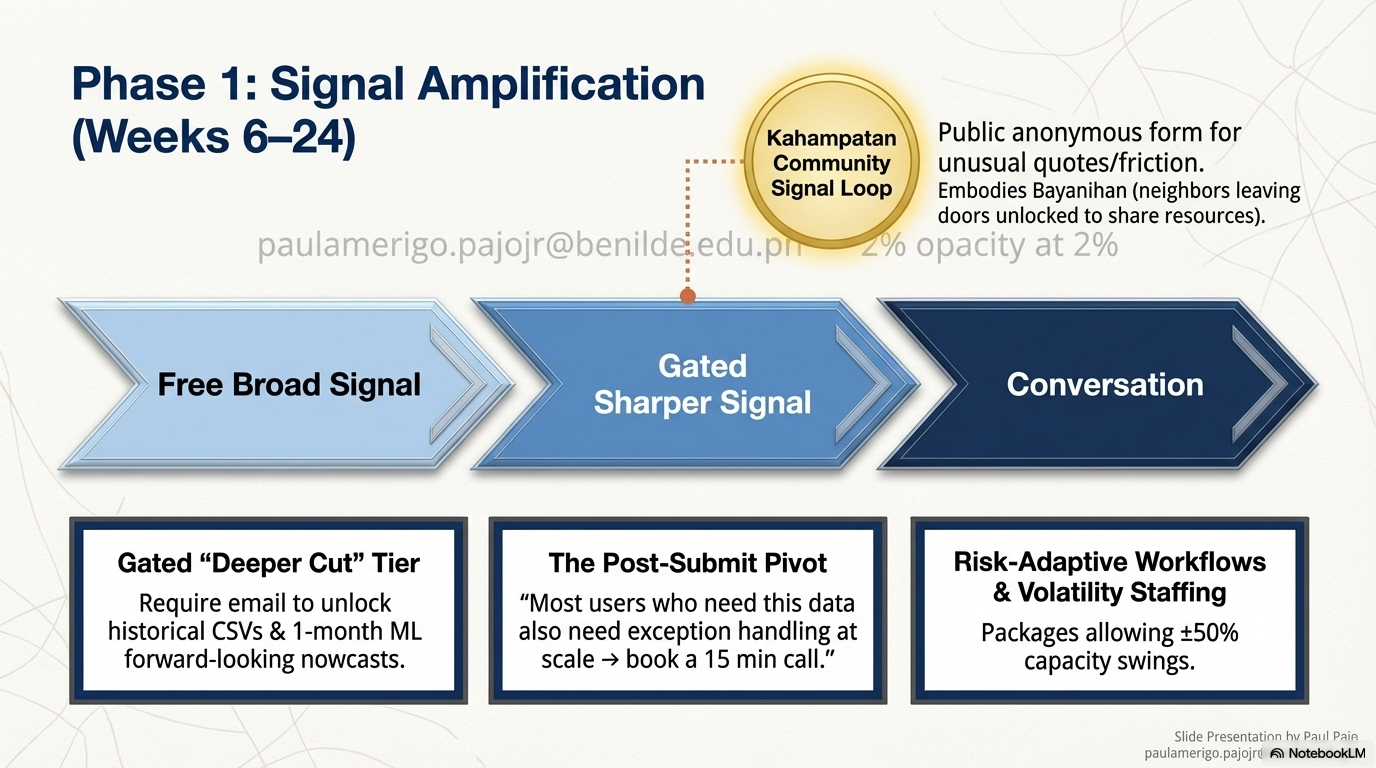 Phase 1: Signal Amplification
(Weeks 6–24)
Kahampatan
Community
Signal Loop
Public anonymous form for
unusual quotes/friction.
Embodies Bayanihan (neighbors leaving
doors unlocked to share resources).
paulamerigo.pajojr@benilde.edu.ph 2% opacity at 2%
Free Broad Signal
Gated
Sharper Signal
Conversation
Gated “Deeper Cut” Tier
Require email to unlock
historical CSVs & 1-month ML
forward-looking nowcasts.
The Post-Submit Pivot
“Most users who need this data
also need exception handling at
scale → book a 15 min call.”
Risk-Adaptive Workflows
& Volatility Staffing
Packages allowing ±50%
capacity swings.
Slide Presentation by Paul Pajo
NotebookLM